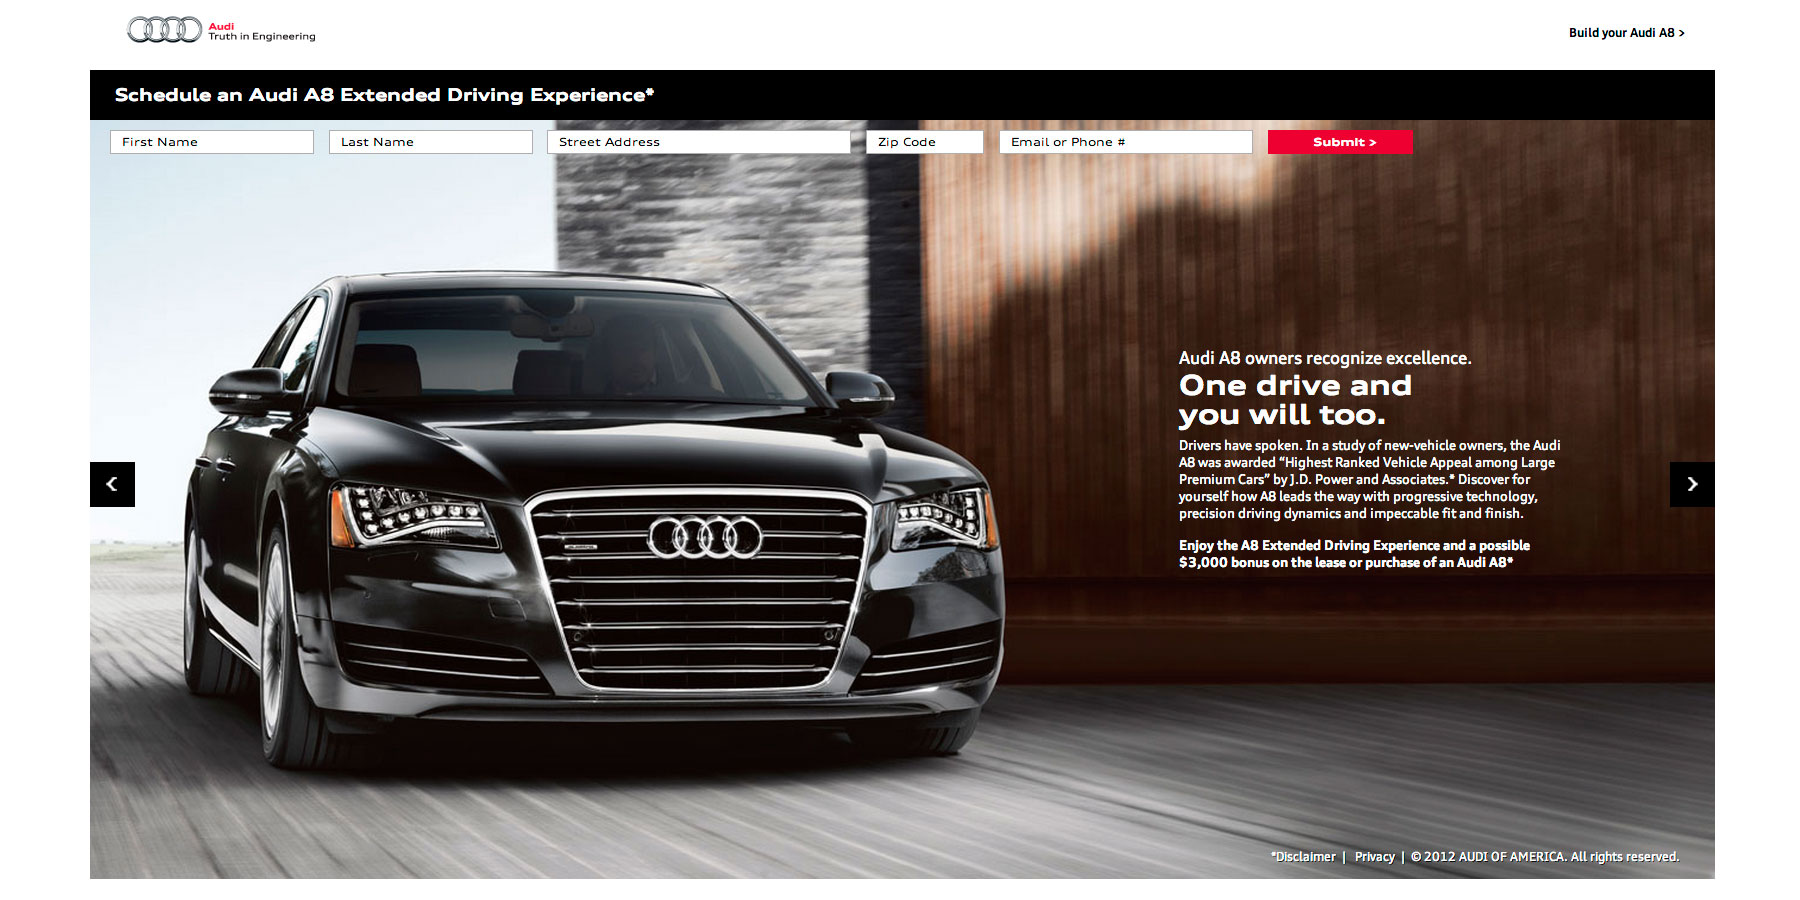 Audi
Truth in Engineering
Build your Audi A8 >
Schedule an Audi A8 Extended Driving Experience*
First Name
Last Name
Street Address
Zip Code
Email or Phone #
Submit >
Audi A8 owners recognize excellence.
One drive and
you will too.
Drivers have spoken. In a study of new-vehicle owners, the Audi
A8 was awarded “Highest Ranked Vehicle Appeal among Large
Premium Cars” by J.D. Power and Associates.* Discover for
yourself how A8 leads the way with progressive technology,
precision driving dynamics and impeccable fit and finish.
Enjoy the A8 Extended Driving Experience and a possible
$3,000 bonus on the lease or purchase of an Audi A8*
*Disclaimer | Privacy | © 2012 AUDI OF AMERICA. All rights reserved.